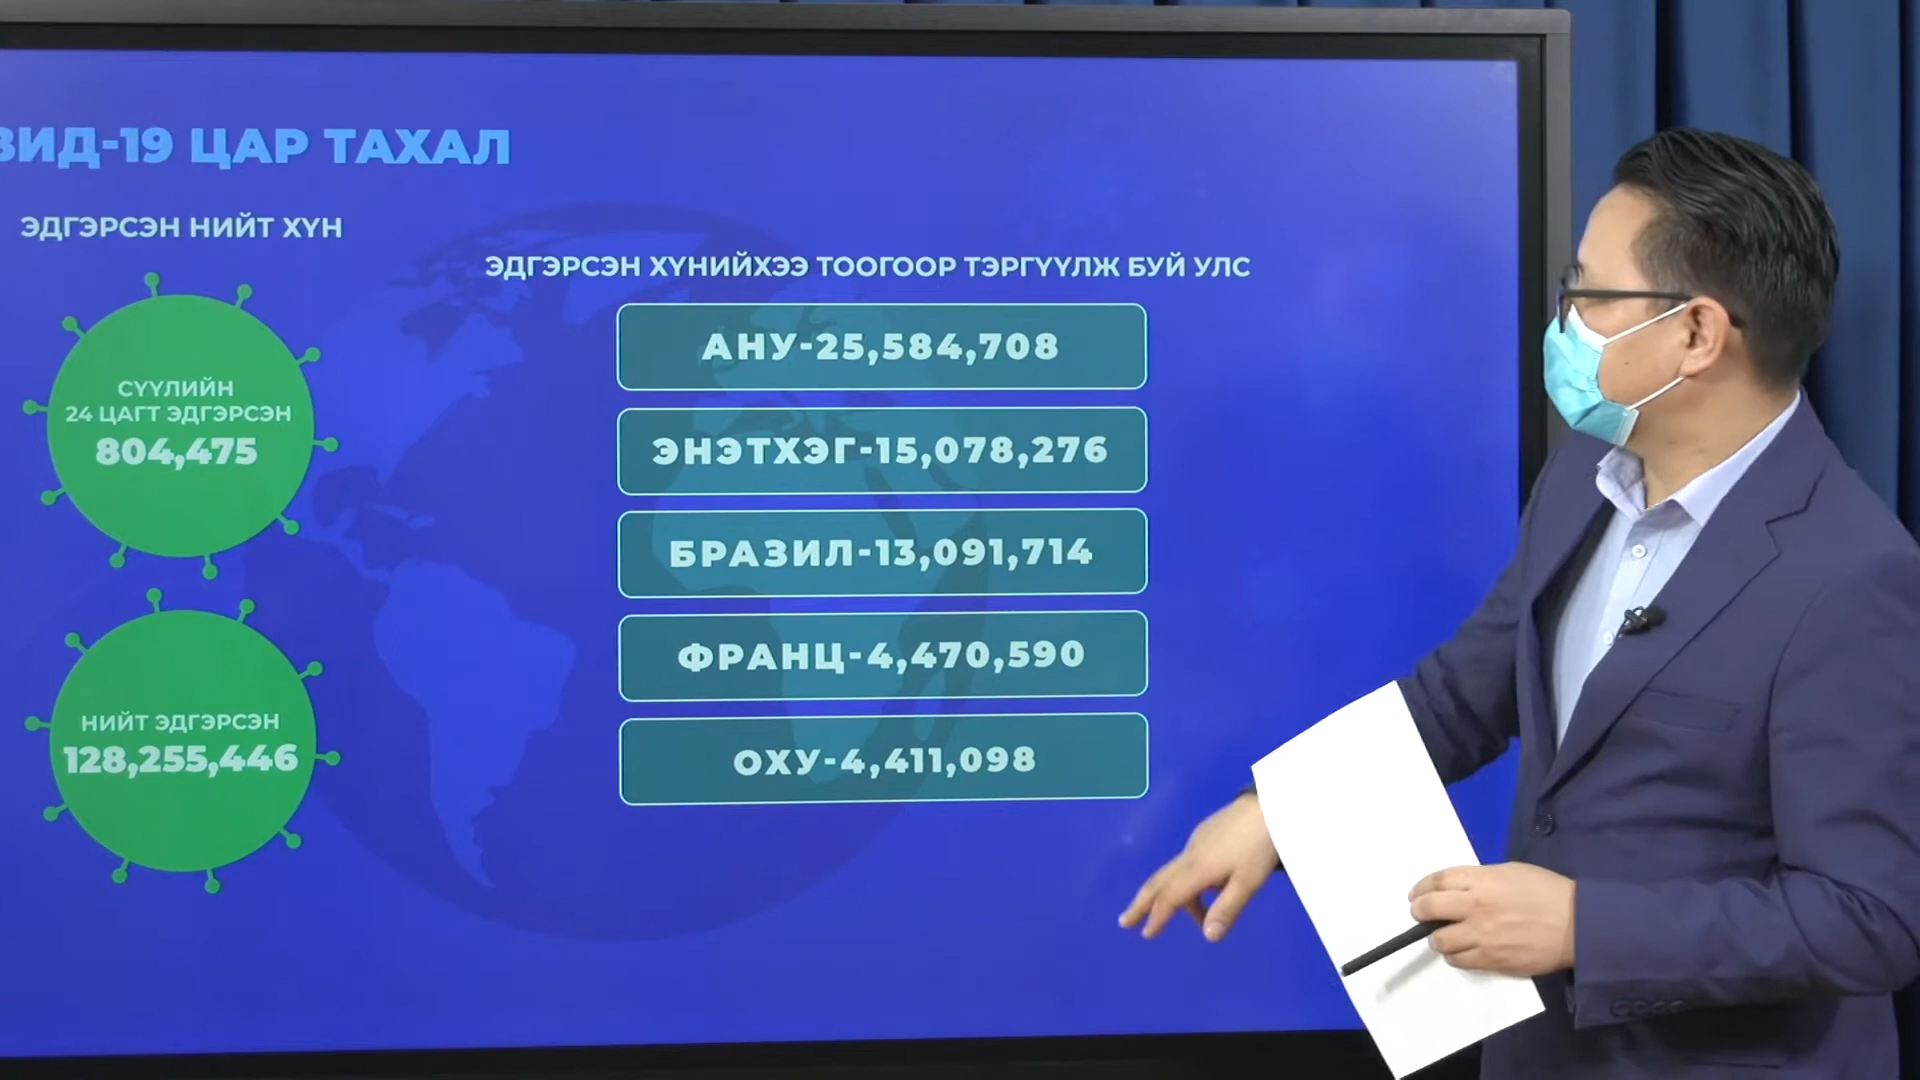 ВИД-19 ЦАР ТАХАЛ
ЭДГЭРСЭН НИЙТ ХҮН
СҮҮЛИЙН
24 ЦАГТ ЭДГЭРСЭН
804,475
НИЙТ ЭДГЭРСЭН
128,255,446
ЭДГЭРСЭН ХҮНИЙХЭЭ ТООГООР ТЭРГҮҮЛЖ БУЙ УЛС
АНУ-25,584,708
ЭНЭТХЭГ-15,078,276
БРАЗИЛ-13,091,714
ФРАНЦ-4,470,590
ОХУ-4,411,098